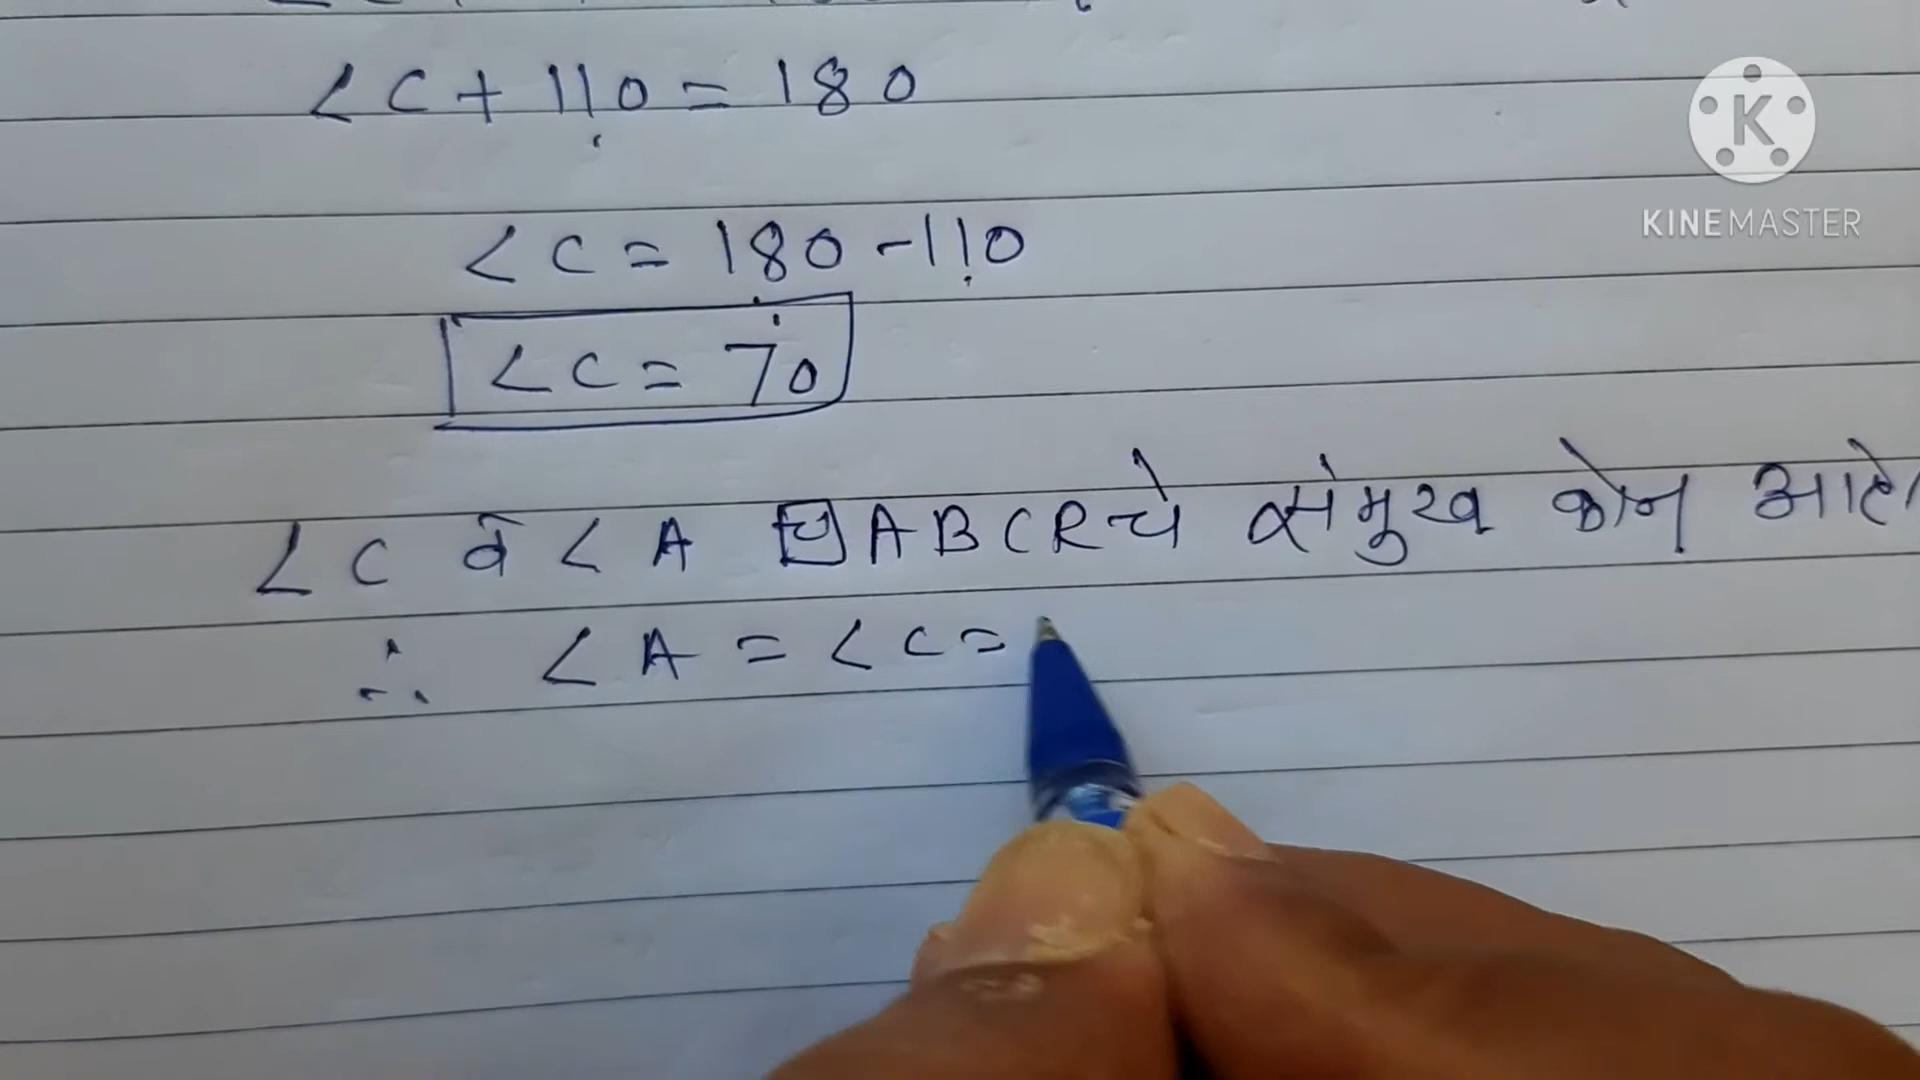 ∠C + 110 = 180
K
KINEMASTER
∠C = 180 - 110
∠C = 70
∠C व ∠A □ABCR चे संमुख कोन आहे
∴ ∠A = ∠C =